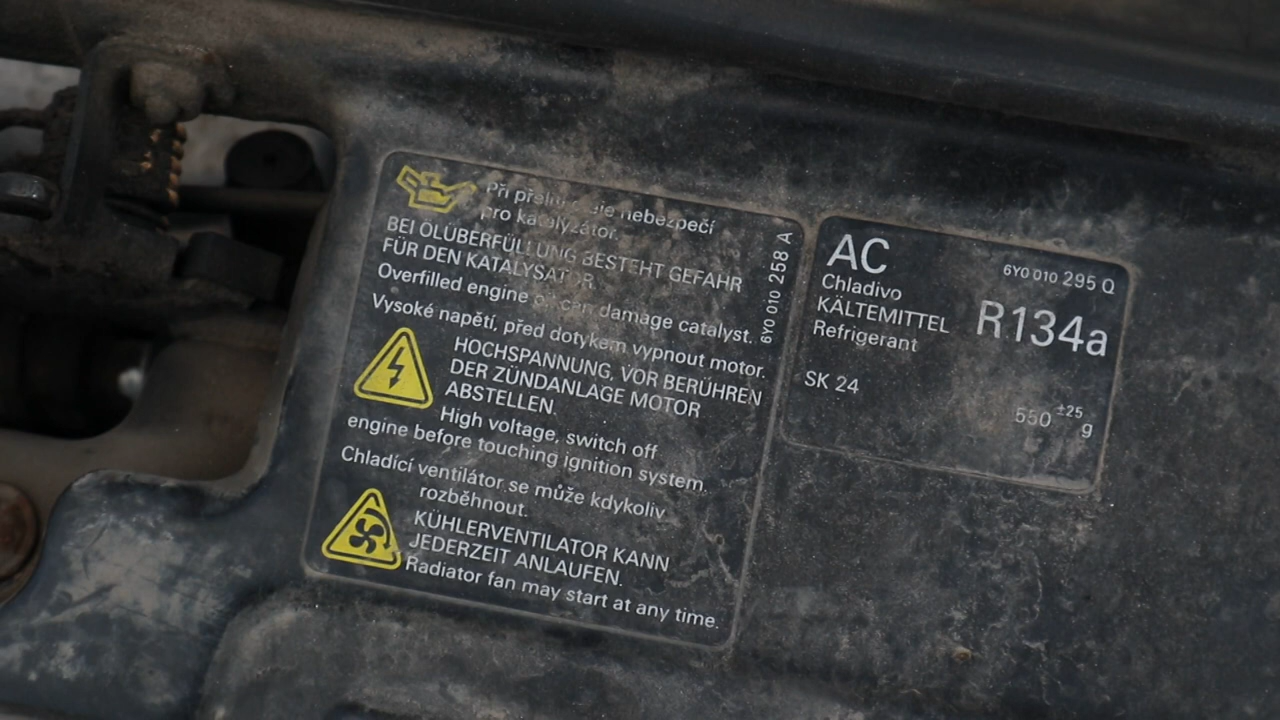 Při přeln je nebezpečí
pro katalyzátor.
BEI ÖLÜBERFÜLLUNG BESTEHT GEFAHR
FÜR DEN KATALYSATOR
Overfilled engine oil can damage catalyst.
Vysoké napětí, před dotykem vypnout motor.
HOCHSPANNUNG, VOR BERÜHREN
DER ZÜNDANLAGE MOTOR
ABSTELLEN.
High voltage, switch off
engine before touching ignition system.
Chladící ventilátor se může kdykoliv
rozběhnout.
KÜHLERVENTILATOR KANN
JEDERZEIT ANLAUFEN.
Radiator fan may start at any time.
6Y0 010 258 A
AC
6Y0 010 295 Q
Chladivo
KÄLTEMITTEL
Refrigerant
R134a
SK 24
550 ±25 g